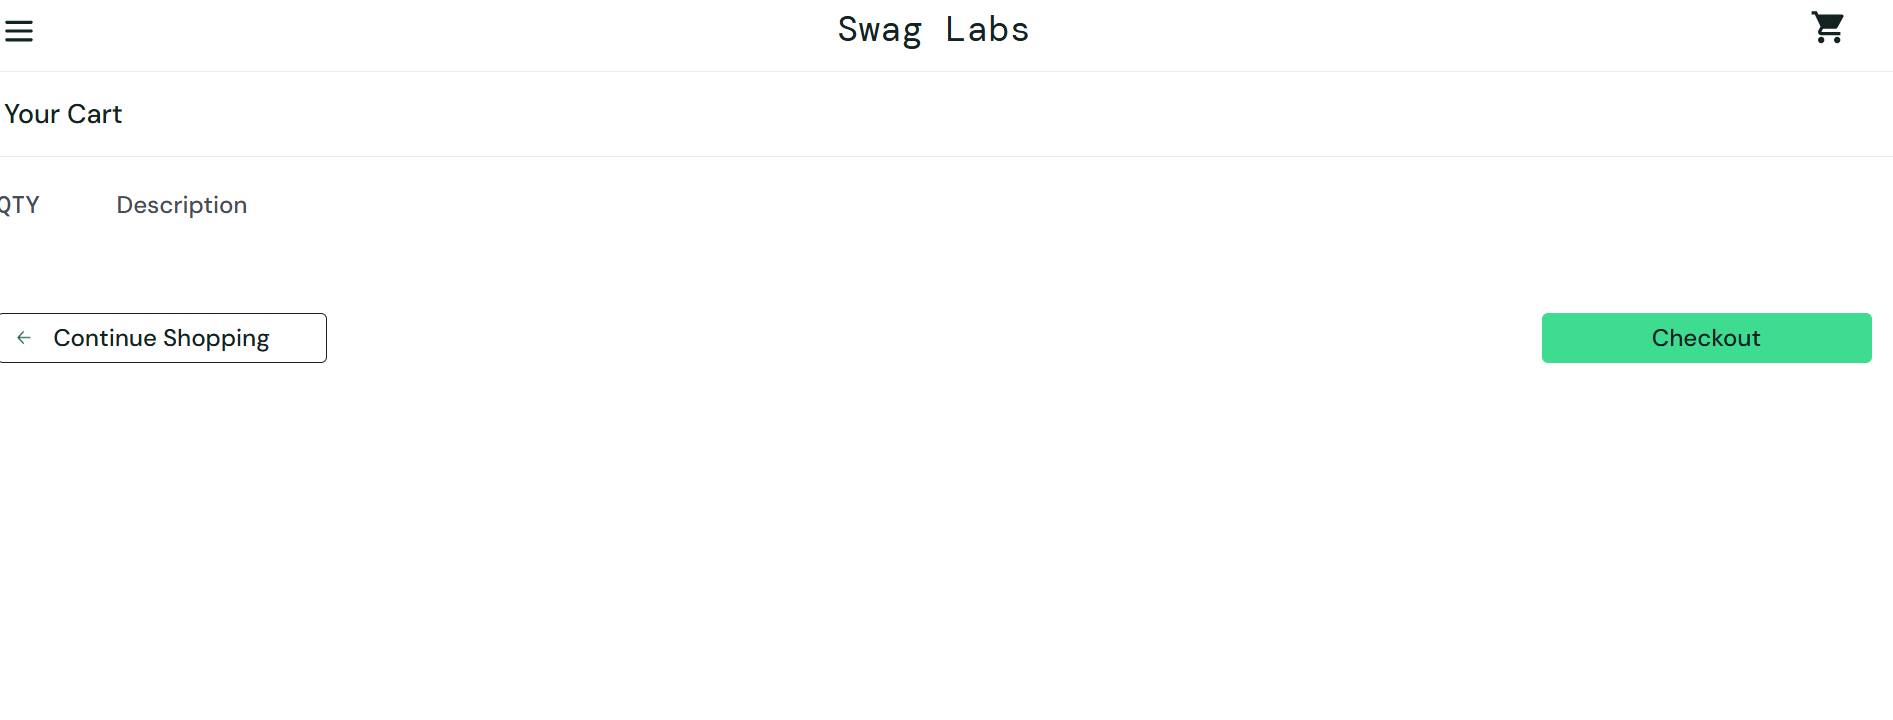 Swag Labs
Your Cart
QTY Description
Continue Shopping Checkout